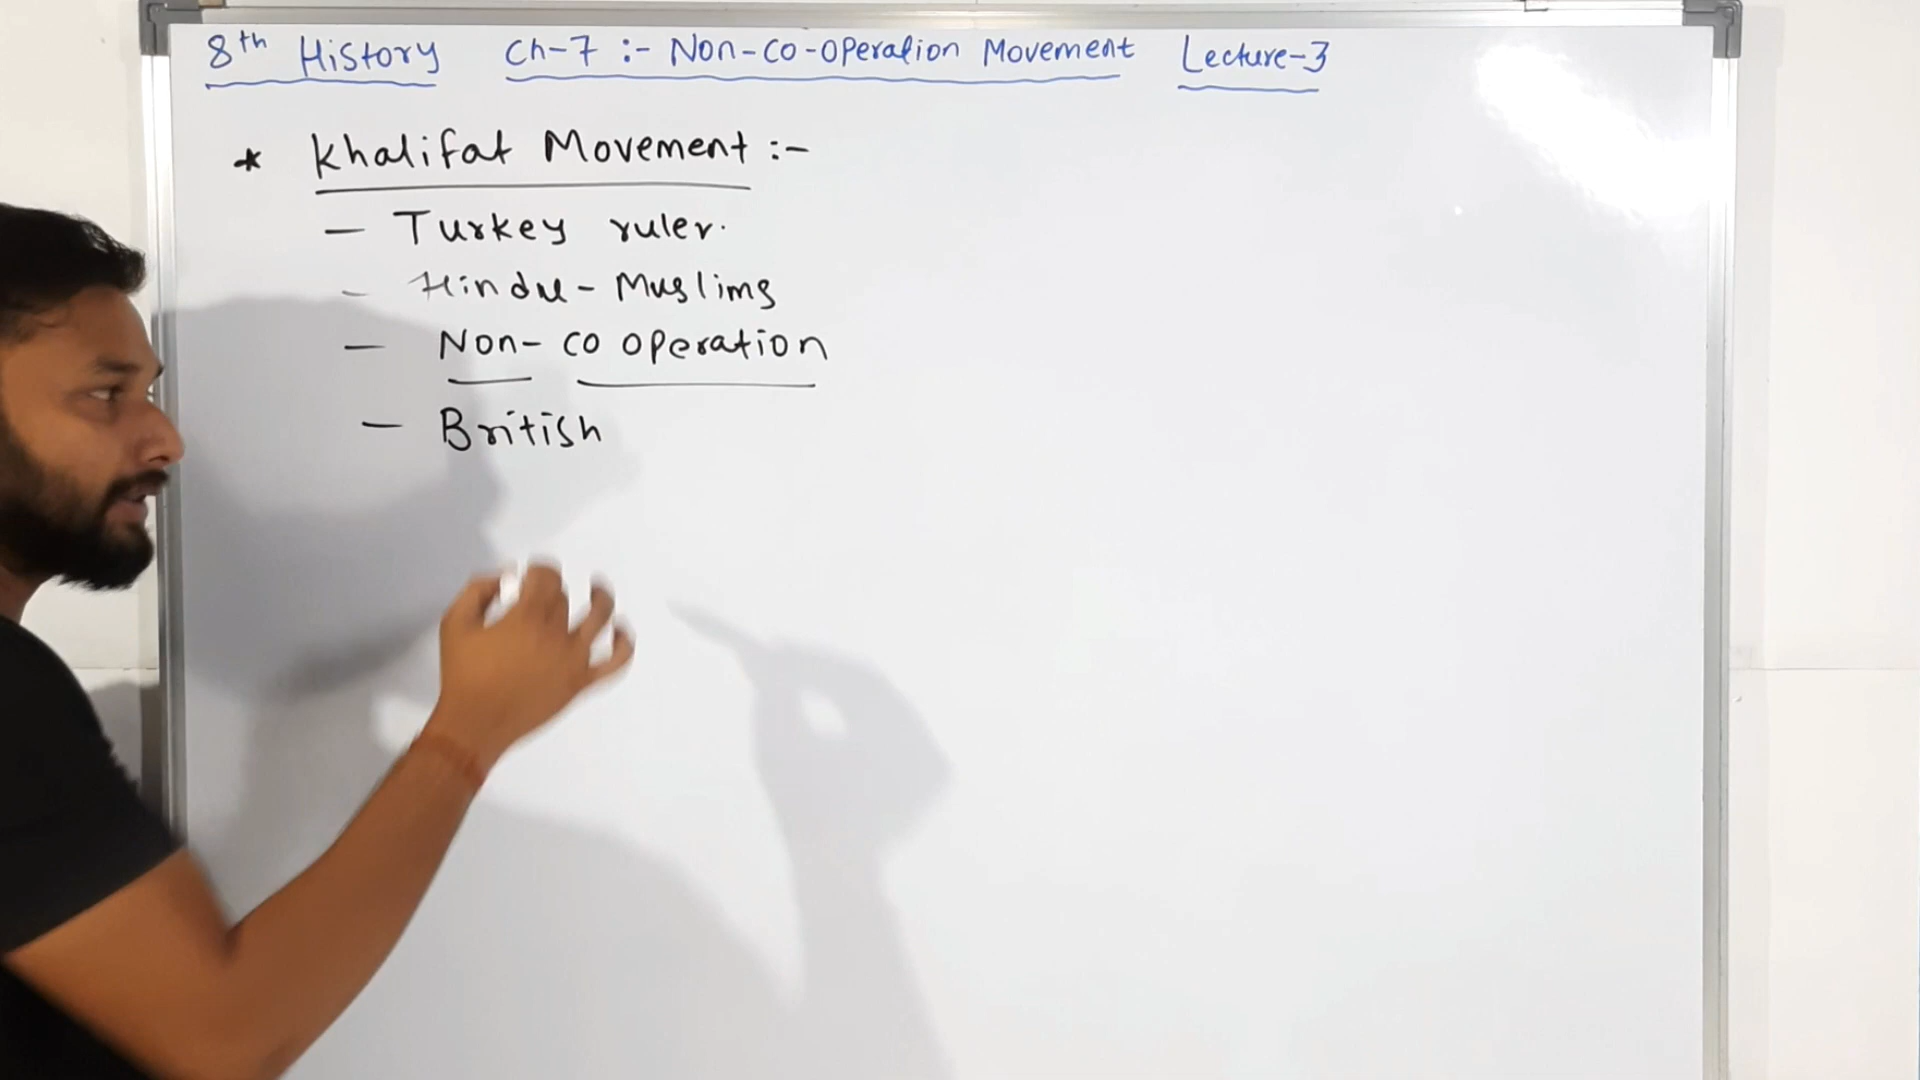 8th History Ch-7 :- Non-Co-operation Movement Lecture-3
* Khalifat Movement :-
- Turkey ruler.
- Hindu - Muslims
- Non- co operation
- British